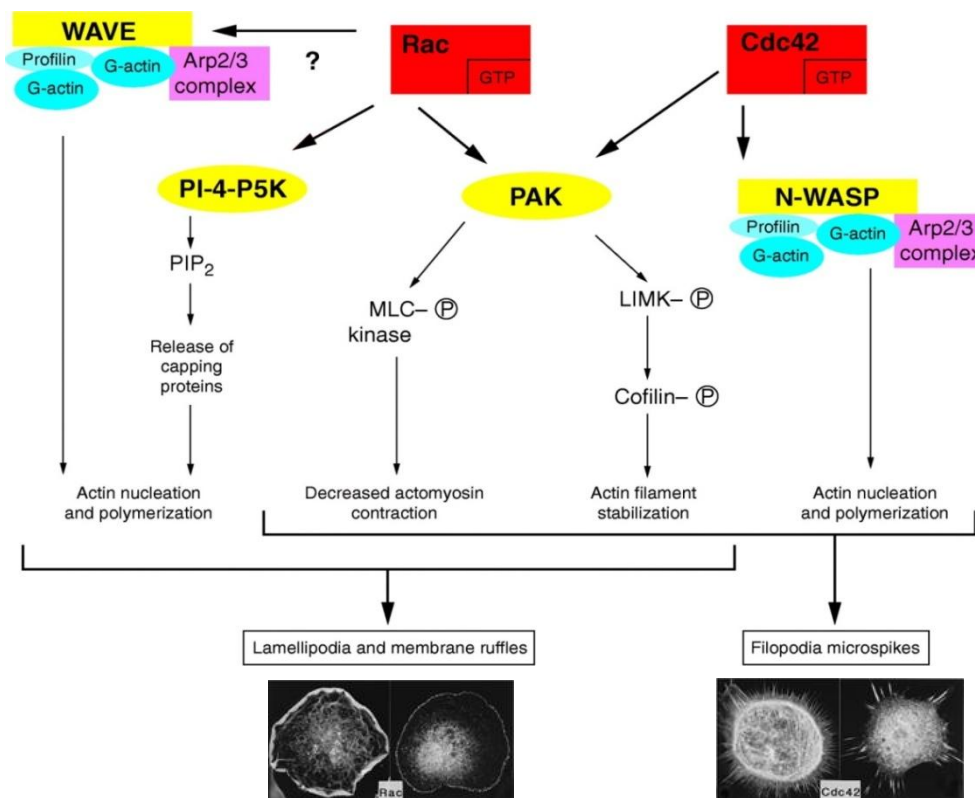 WAVE
Profilin
G-actin
G-actin
Arp2/3
complex
?
Rac
GTP
Cdc42
GTP
PI-4-P5K
PAK
N-WASP
Profilin
G-actin
G-actin
Arp2/3
complex
PIP2
MLC– P
kinase
LIMK– P
Release of
capping
proteins
Cofilin– P
Actin nucleation
and polymerization
Decreased actomyosin
contraction
Actin filament
stabilization
Actin nucleation
and polymerization
Lamellipodia and membrane ruffles
Filopodia microspikes
Rac
Cdc42